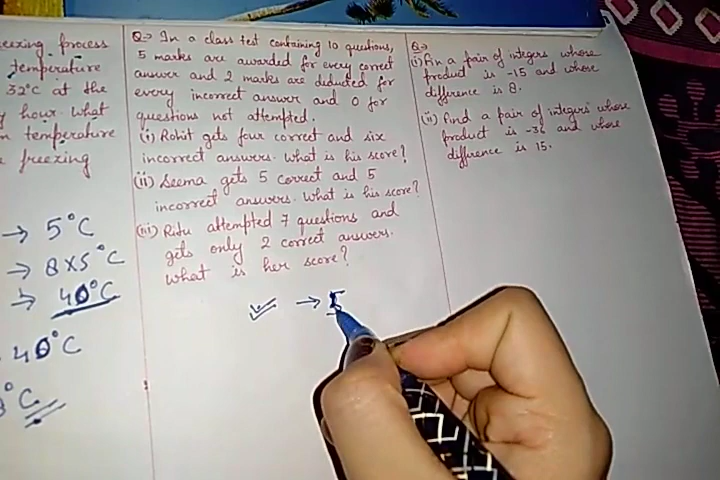 eezing process
temperature
32°C at the
y hour. What
n temperature
freezing
→ 5°C
→ 8×5°C
→ 40°C
40°C
°C
Q→ In a class test containing 10 questions,
5 marks are awarded for every correct
answer and 2 marks are deducted for
every incorrect answer and 0 for
questions not attempted.
(i) Rohit gets four correct and six
incorrect answers. What is his score?
(ii) Seema gets 5 correct and 5
incorrect answers. What is his score?
(iii) Ritu attempted 7 questions and
gets only 2 correct answers.
What is her score?
→
Q→
(i) Fin a pair of integers whose
product is -15 and whose
difference is 8.
(ii) Find a pair of integers whose
product is -36 and whose
difference is 15.